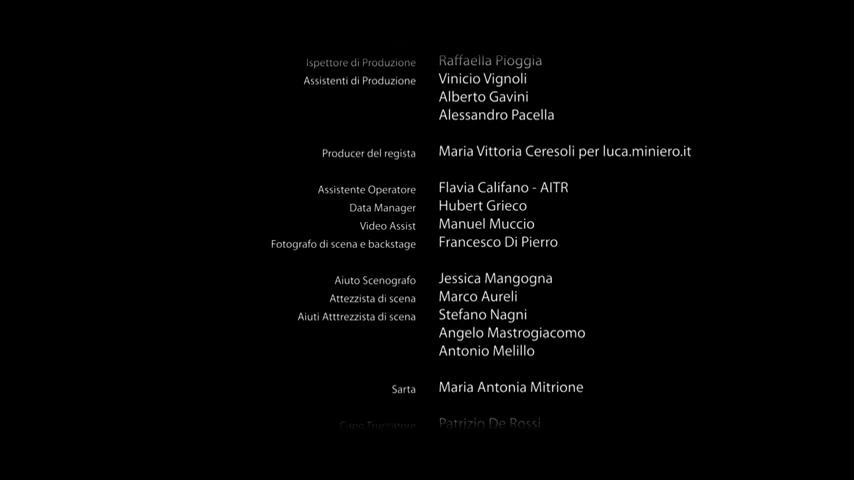 Ispettore di Produzione Raffaella Pioggia
Assistenti di Produzione Vinicio Vignoli
Alberto Gavini
Alessandro Pacella
Producer del regista Maria Vittoria Ceresoli per luca.miniero.it
Assistente Operatore Flavia Califano - AITR
Data Manager Hubert Grieco
Video Assist Manuel Muccio
Fotografo di scena e backstage Francesco Di Pierro
Aiuto Scenografo Jessica Mangogna
Attezzista di scena Marco Aureli
Aiuti Atttrezzista di scena Stefano Nagni
Angelo Mastrogiacomo
Antonio Melillo
Sarta Maria Antonia Mitrione
Capo Truccatore Patrizio De Rossi